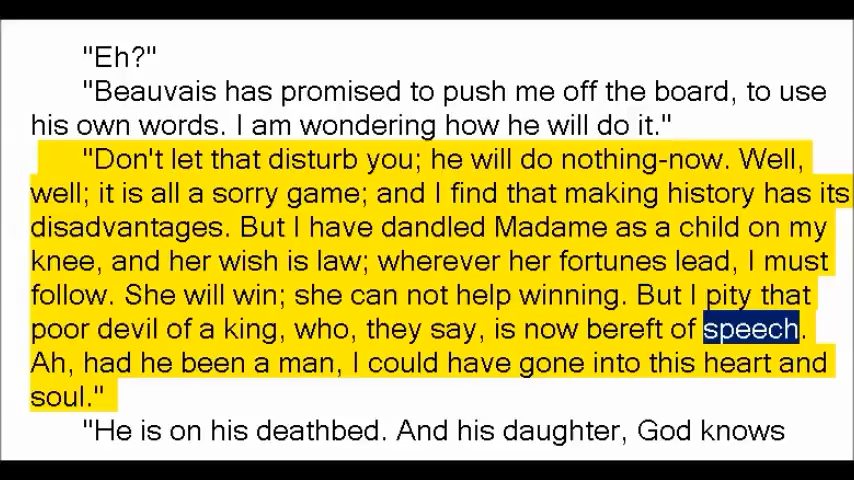 "Eh?"
"Beauvais has promised to push me off the board, to use
his own words. I am wondering how he will do it."
"Don't let that disturb you; he will do nothing-now. Well,
well; it is all a sorry game; and I find that making history has its
disadvantages. But I have dandled Madame as a child on my
knee, and her wish is law; wherever her fortunes lead, I must
follow. She will win; she can not help winning. But I pity that
poor devil of a king, who, they say, is now bereft of speech.
Ah, had he been a man, I could have gone into this heart and
soul."
"He is on his deathbed. And his daughter, God knows